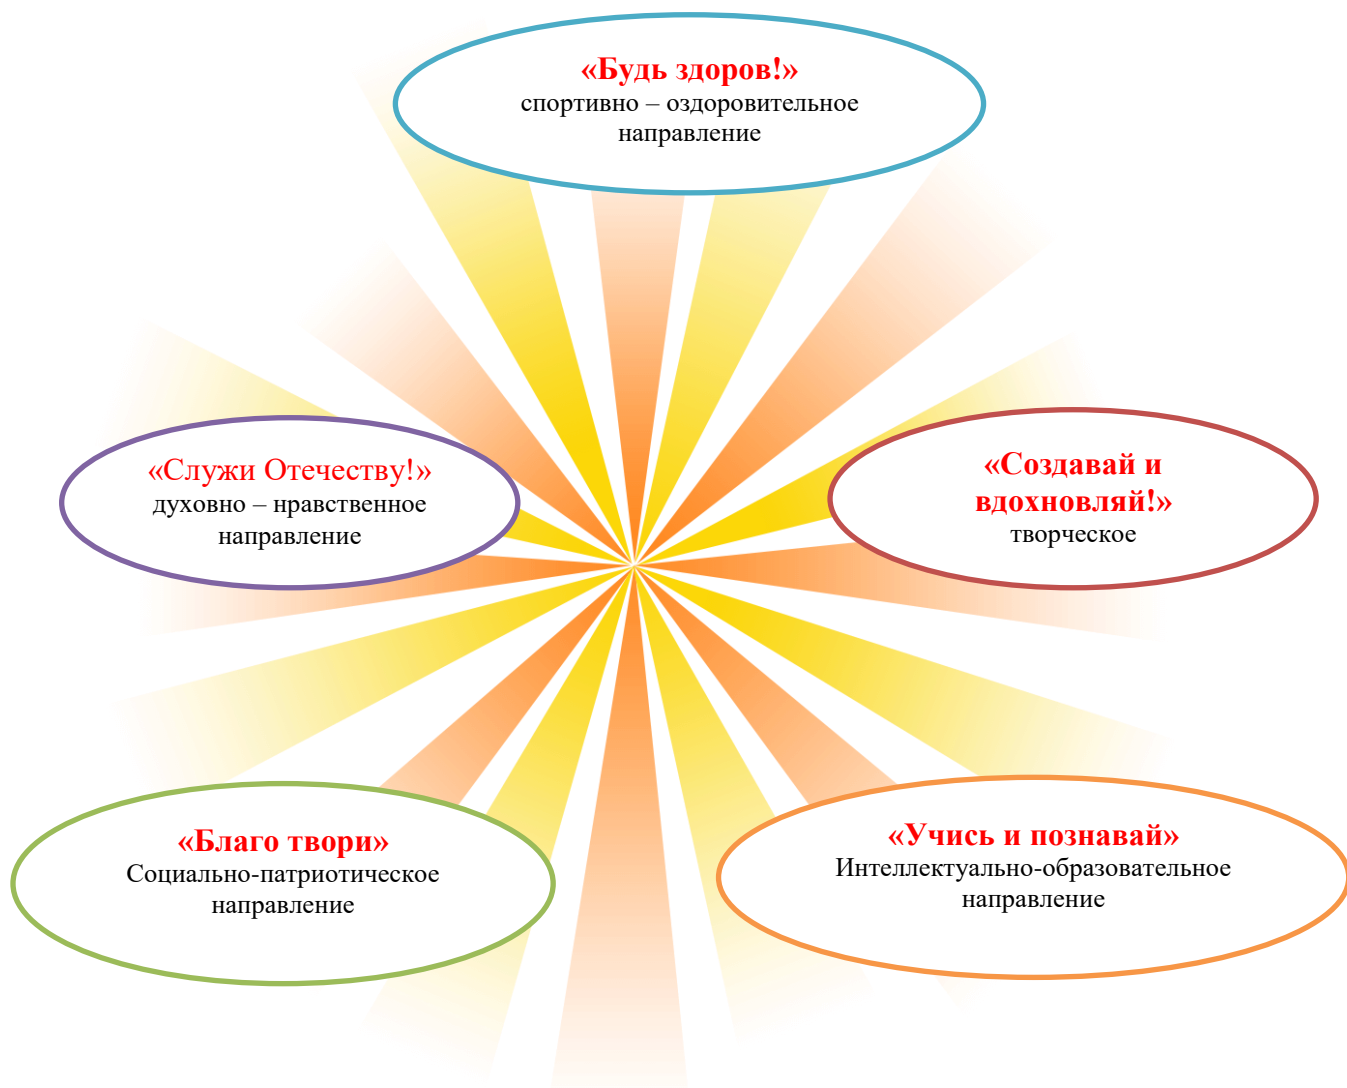 «Будь здоров!»
спортивно – оздоровительное
направление
«Служи Отечеству!»
духовно – нравственное
направление
«Создавай и
вдохновляй!»
творческое
«Благо твори»
Социально-патриотическое
направление
«Учись и познавай»
Интеллектуально-образовательное
направление